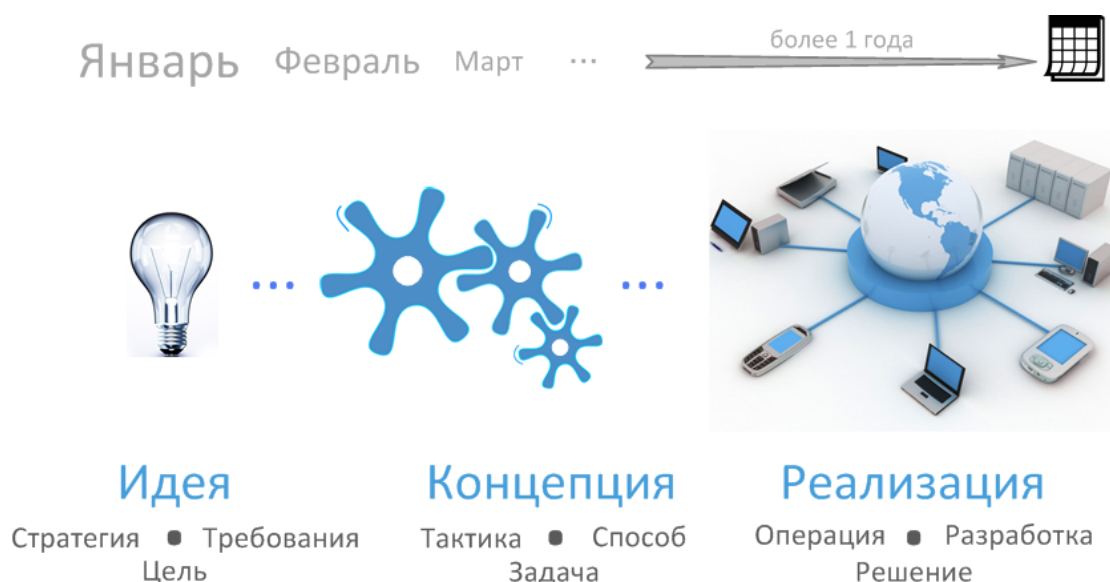 Январь Февраль Март ... более 1 года
... ...
Идея Концепция Реализация
Стратегия • Требования Тактика • Способ Операция • Разработка
Цель Задача Решение